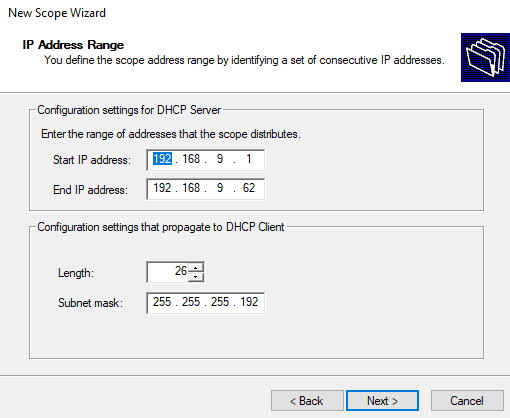 New Scope Wizard
IP Address Range
You define the scope address range by identifying a set of consecutive IP addresses.
Configuration settings for DHCP Server
Enter the range of addresses that the scope distributes.
Start IP address: 192 . 168 . 9 . 1
End IP address: 192 . 168 . 9 . 62
Configuration settings that propagate to DHCP Client
Length: 26
Subnet mask: 255 . 255 . 255 . 192
< Back Next > Cancel